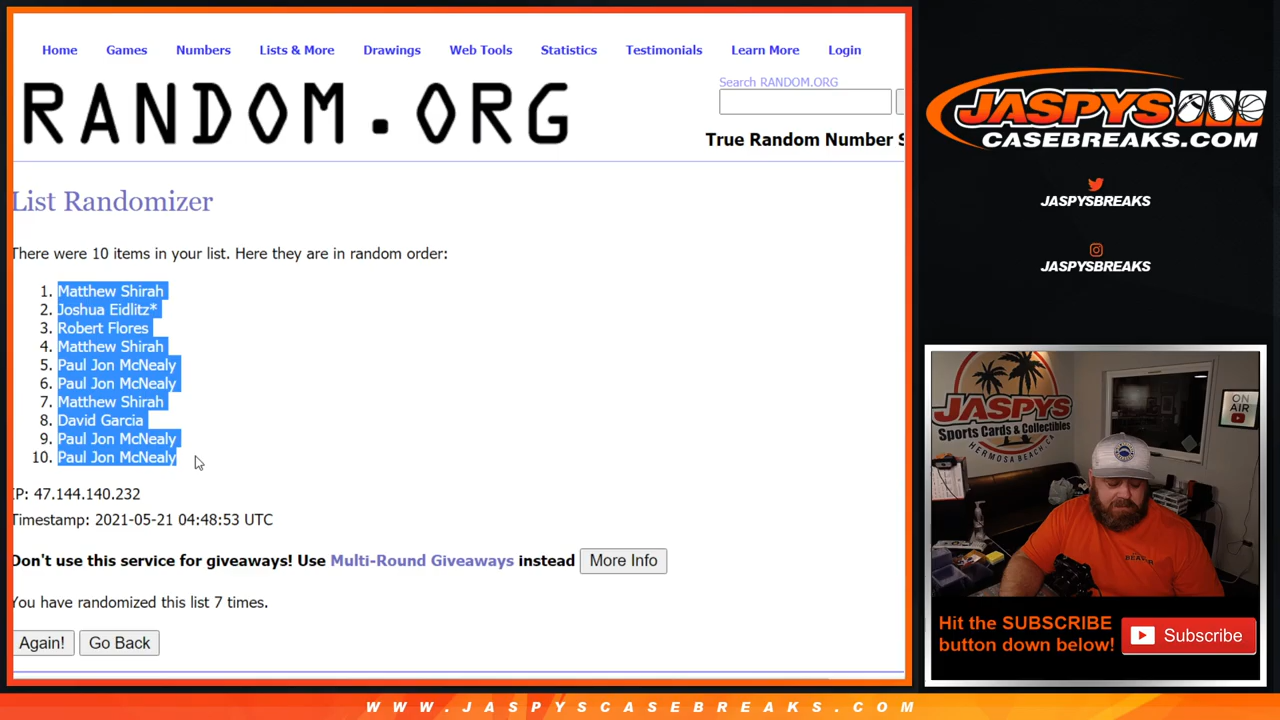 Home Games Numbers Lists & More Drawings Web Tools Statistics Testimonials Learn More Login
RANDOM.ORG
Search RANDOM.ORG
True Random Number S
List Randomizer
There were 10 items in your list. Here they are in random order:
1. Matthew Shirah
2. Joshua Eidlitz*
3. Robert Flores
4. Matthew Shirah
5. Paul Jon McNealy
6. Paul Jon McNealy
7. Matthew Shirah
8. David Garcia
9. Paul Jon McNealy
10. Paul Jon McNealy
IP: 47.144.140.232
Timestamp: 2021-05-21 04:48:53 UTC
Don't use this service for giveaways! Use Multi-Round Giveaways instead More Info
You have randomized this list 7 times.
Again! Go Back
JASPYS
CASEBREAKS.COM
JASPYSBREAKS
JASPYSBREAKS
JASPYS
Sports Cards & Collectibles
HERMOSA BEACH, CA
ON
AIR
Hit the SUBSCRIBE
button down below!
Subscribe
WWW.JASPYSCASEBREAKS.COM